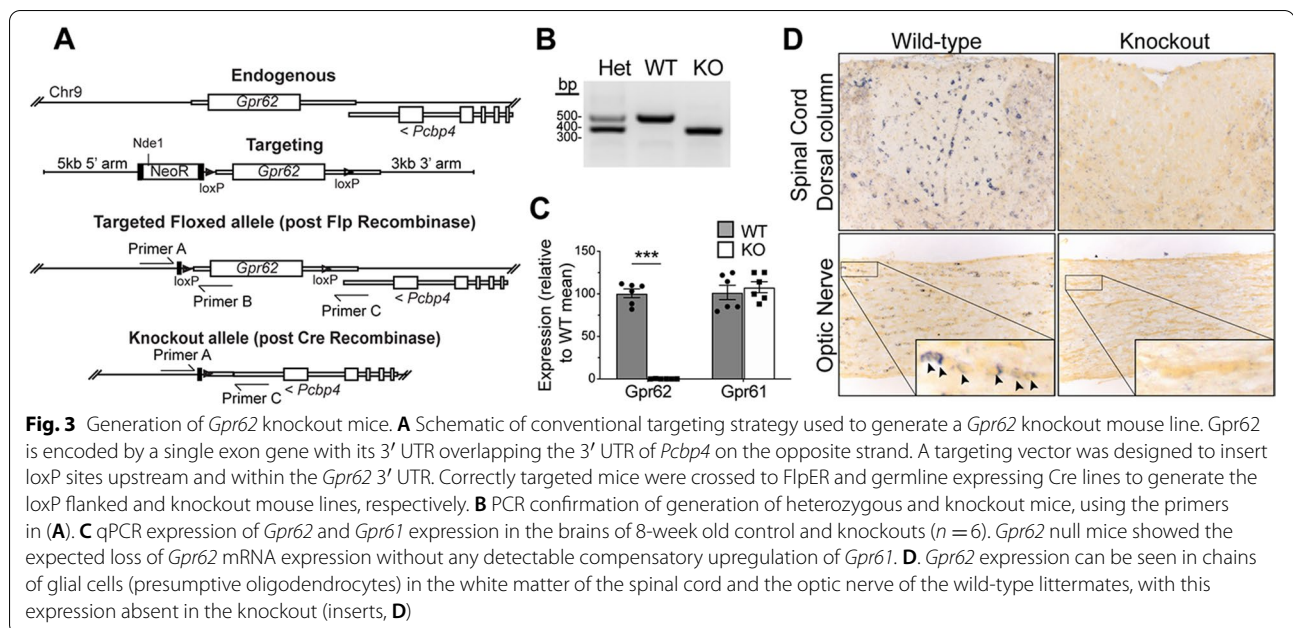 A
Endogenous
Chr9
Gpr62
< Pcbp4
Targeting
Nde1
5kb 5' arm
3kb 3' arm
NeoR
loxP
Gpr62
loxP
Targeted Floxed allele (post Flp Recombinase)
Primer A
Gpr62
loxP
loxP
Primer B
Primer C
< Pcbp4
Knockout allele (post Cre Recombinase)
Primer A
Primer C
< Pcbp4
B
Het WT KO
bp
500-
400-
300-
C
WT
KO
Expression (relative
to WT mean)
150
125
100
75
50
25
0
***
Gpr62
Gpr61
D
Wild-type
Knockout
Spinal Cord
Dorsal column
Optic Nerve
Fig. 3 Generation of Gpr62 knockout mice. A Schematic of conventional targeting strategy used to generate a Gpr62 knockout mouse line. Gpr62
is encoded by a single exon gene with its 3′ UTR overlapping the 3′ UTR of Pcbp4 on the opposite strand. A targeting vector was designed to insert
loxP sites upstream and within the Gpr62 3′ UTR. Correctly targeted mice were crossed to FlpER and germline expressing Cre lines to generate the
loxP flanked and knockout mouse lines, respectively. B PCR confirmation of generation of heterozygous and knockout mice, using the primers
in (A). C qPCR expression of Gpr62 and Gpr61 expression in the brains of 8-week old control and knockouts (n = 6). Gpr62 null mice showed the
expected loss of Gpr62 mRNA expression without any detectable compensatory upregulation of Gpr61. D. Gpr62 expression can be seen in chains
of glial cells (presumptive oligodendrocytes) in the white matter of the spinal cord and the optic nerve of the wild-type littermates, with this
expression absent in the knockout (inserts, D)